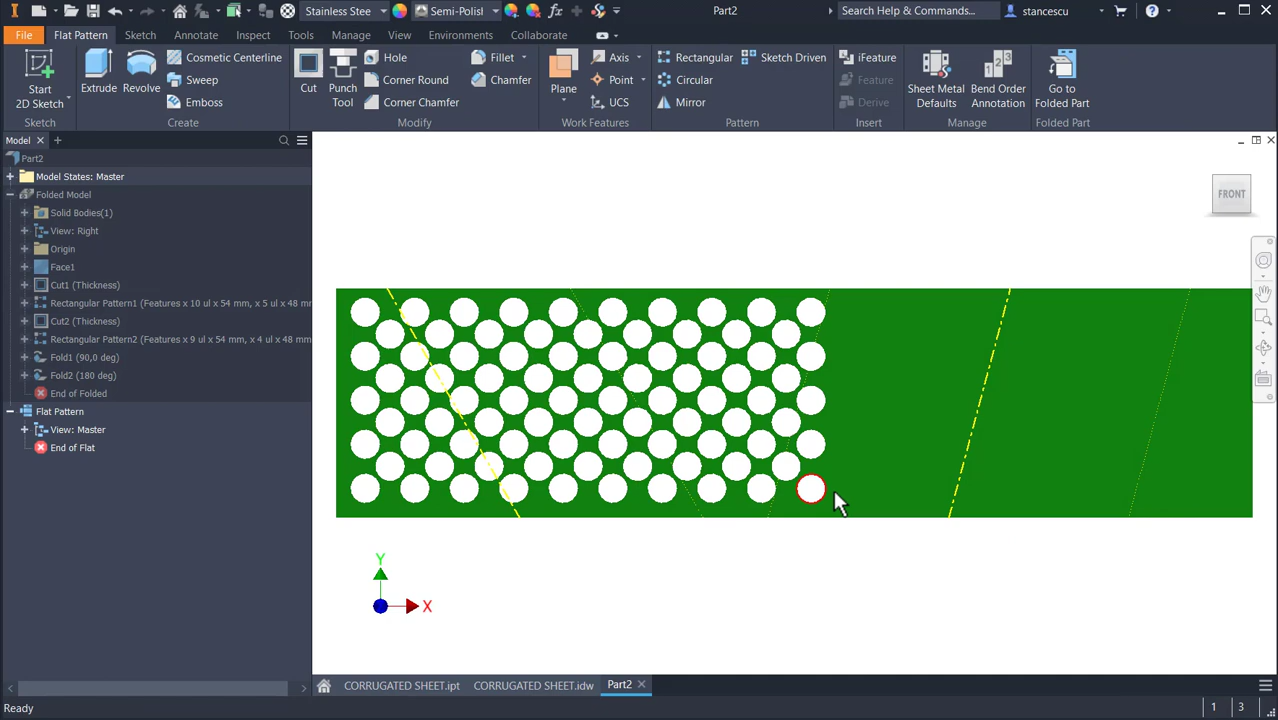 Stainless Stee
Semi-Polisl
Part2
Search Help & Commands...
stancescu
File
Flat Pattern
Sketch
Annotate
Inspect
Tools
Manage
View
Environments
Collaborate
Start
2D Sketch
Extrude
Revolve
Cosmetic Centerline
Sweep
Emboss
Cut
Punch
Tool
Hole
Corner Round
Corner Chamfer
Fillet
Chamfer
Plane
Axis
Point
UCS
Rectangular
Circular
Mirror
Sketch Driven
iFeature
Feature
Derive
Sheet Metal
Defaults
Bend Order
Annotation
Go to
Folded Part
Sketch
Create
Modify
Work Features
Pattern
Insert
Manage
Folded Part
Model
Part2
Model States: Master
Folded Model
Solid Bodies(1)
View: Right
Origin
Face1
Cut1 (Thickness)
Rectangular Pattern1 (Features x 10 ul x 54 mm, x 5 ul x 48 mm
Cut2 (Thickness)
Rectangular Pattern2 (Features x 9 ul x 54 mm, x 4 ul x 48 mm
Fold1 (90,0 deg)
Fold2 (180 deg)
End of Folded
Flat Pattern
View: Master
End of Flat
FRONT
Y
X
CORRUGATED SHEET.ipt
CORRUGATED SHEET.idw
Part2
Ready
1
3